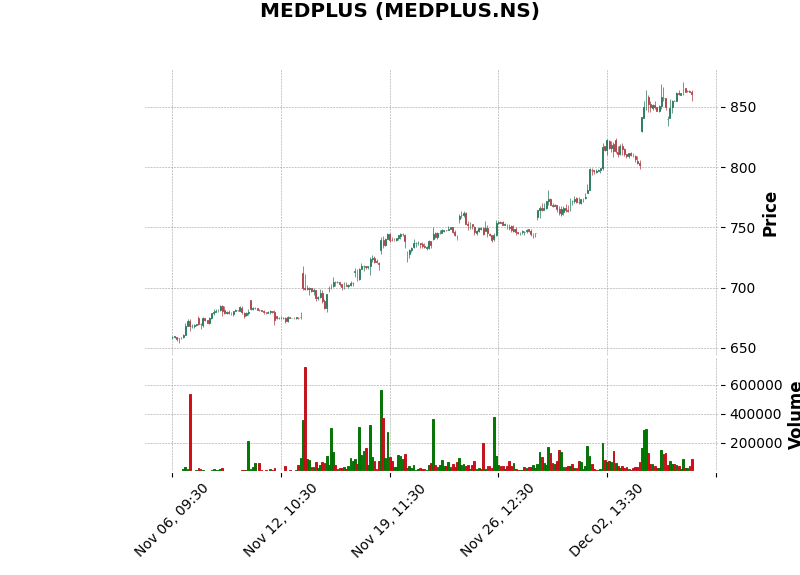 MEDPLUS (MEDPLUS.NS)
850
800
750
700
650
Price
600000
400000
200000
Volume
Nov 06, 09:30
Nov 12, 10:30
Nov 19, 11:30
Nov 26, 12:30
Dec 02, 13:30